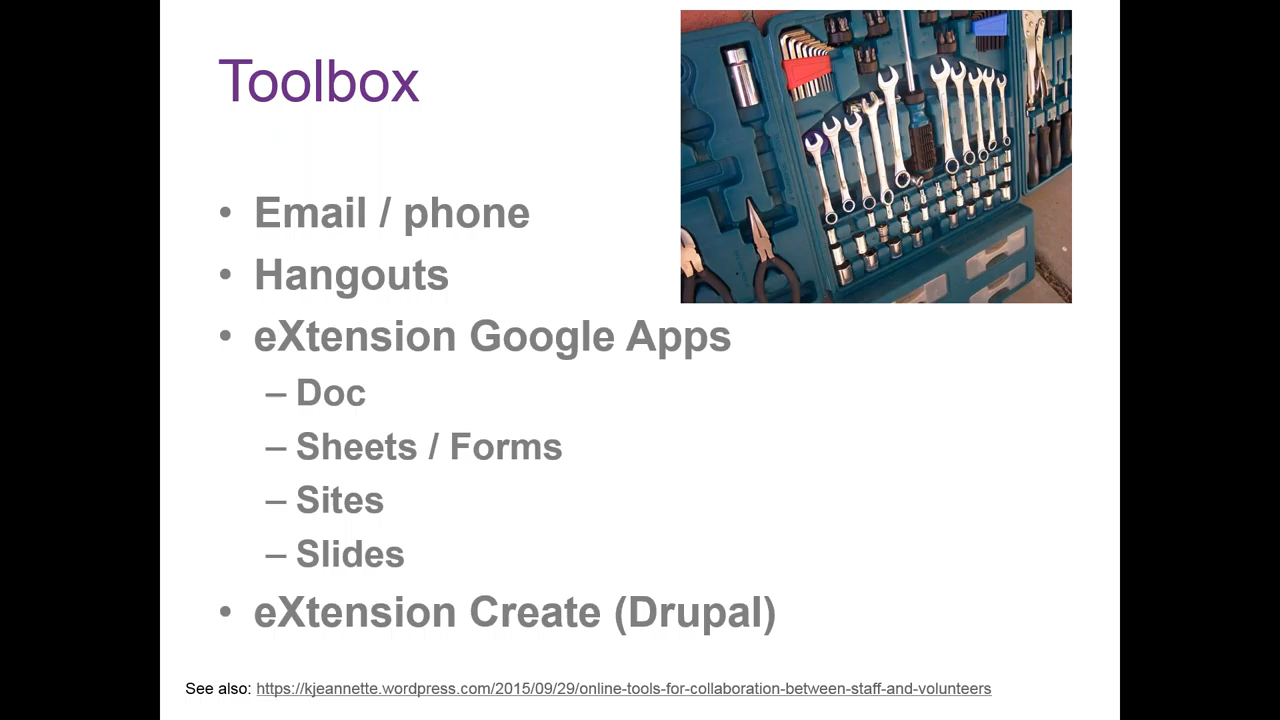 Toolbox
• Email / phone
• Hangouts
• eXtension Google Apps
– Doc
– Sheets / Forms
– Sites
– Slides
• eXtension Create (Drupal)
See also: https://kjeannette.wordpress.com/2015/09/29/online-tools-for-collaboration-between-staff-and-volunteers